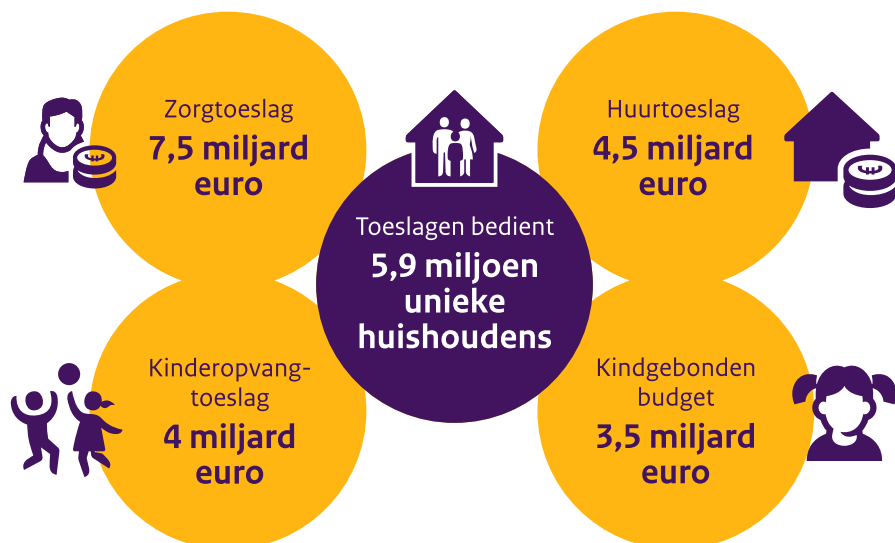 Zorgtoeslag
7,5 miljard
euro
Huurtoeslag
4,5 miljard
euro
Toeslagen bedient
5,9 miljoen
unieke
huishoudens
Kinderopvang-
toeslag
4 miljard
euro
Kindgebonden
budget
3,5 miljard
euro